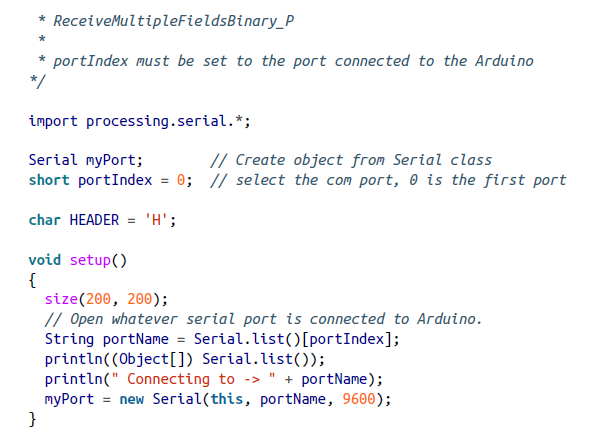 * ReceiveMultipleFieldsBinary_P
*
* portIndex must be set to the port connected to the Arduino
*/
import processing.serial.*;
Serial myPort;        // Create object from Serial class
short portIndex = 0;  // select the com port, 0 is the first port
char HEADER = 'H';
void setup()
{
  size(200, 200);
  // Open whatever serial port is connected to Arduino.
  String portName = Serial.list()[portIndex];
  println((Object[]) Serial.list());
  println(" Connecting to -> " + portName);
  myPort = new Serial(this, portName, 9600);
}